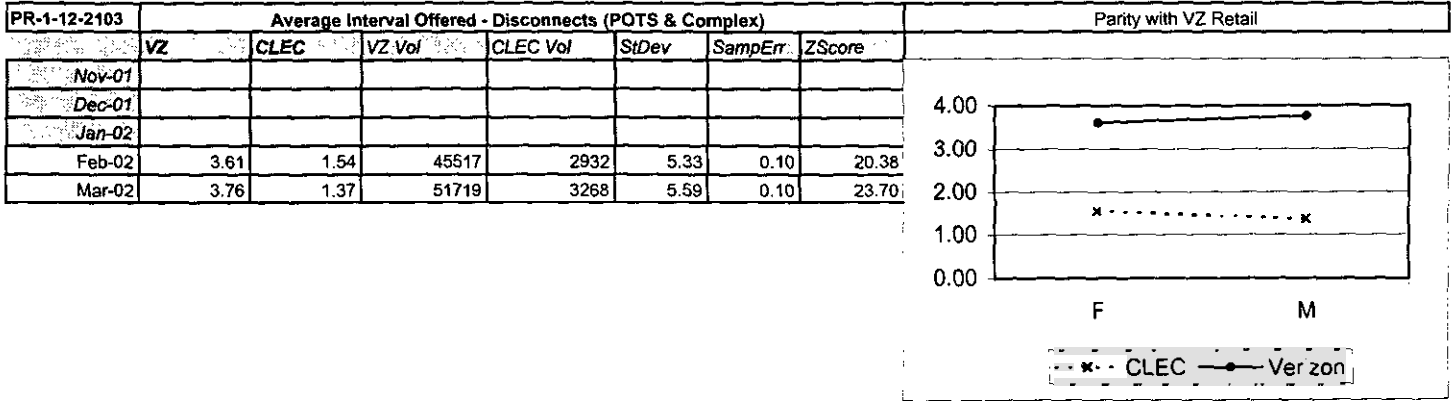 PR-1-12-2103 Average Interval Offered - Disconnects (POTS & Complex) Parity with VZ Retail
VZ CLEC VZ Vol CLEC Vol StDev SampErr. ZScore
Nov-01
Dec-01
Jan-02
Feb-02 3.61 1.54 45517 2932 5.33 0.10 20.38
Mar-02 3.76 1.37 51719 3268 5.59 0.10 23.70
4.00
3.00
2.00
1.00
0.00
F M
CLEC Verizon